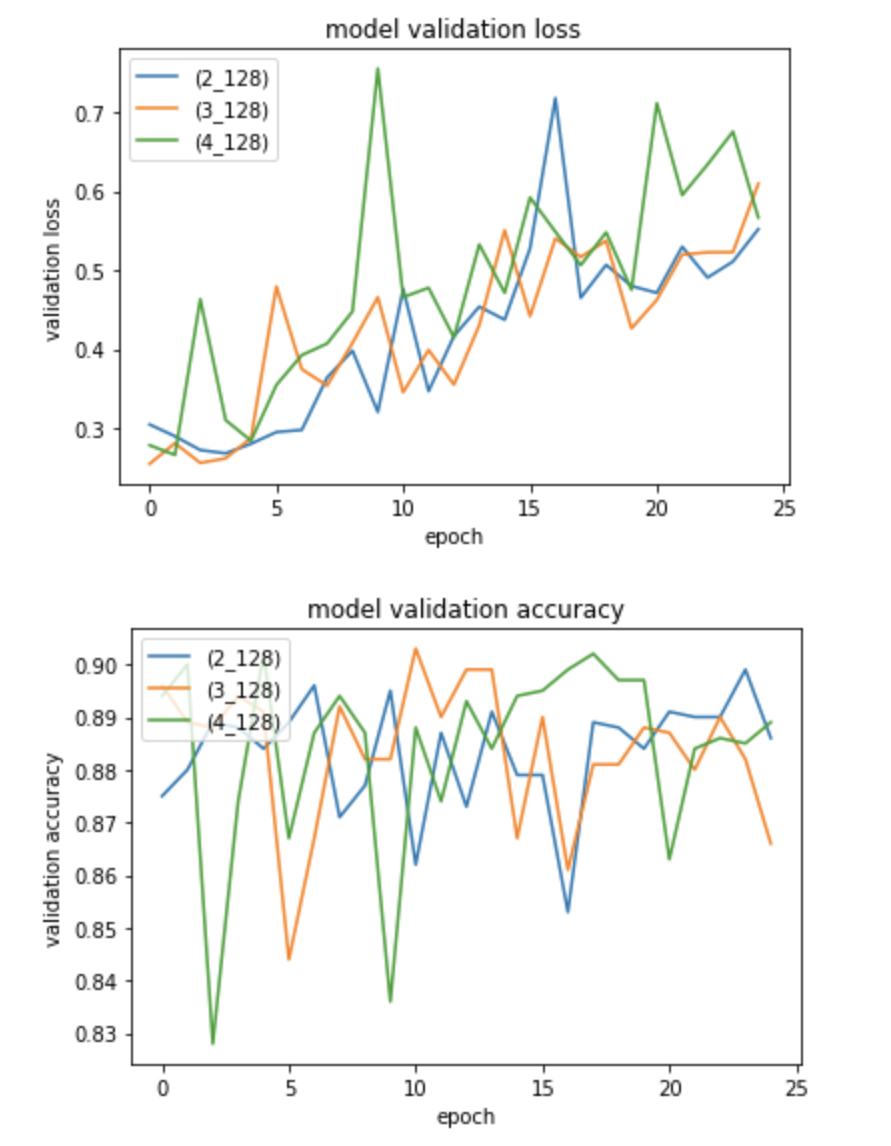 model validation loss
(2_128)
(3_128)
(4_128)
0.7
0.6
0.5
0.4
0.3
validation loss
0 5 10 15 20 25
epoch
model validation accuracy
(2_128)
(3_128)
(4_128)
0.90
0.89
0.88
0.87
0.86
0.85
0.84
0.83
validation accuracy
0 5 10 15 20 25
epoch